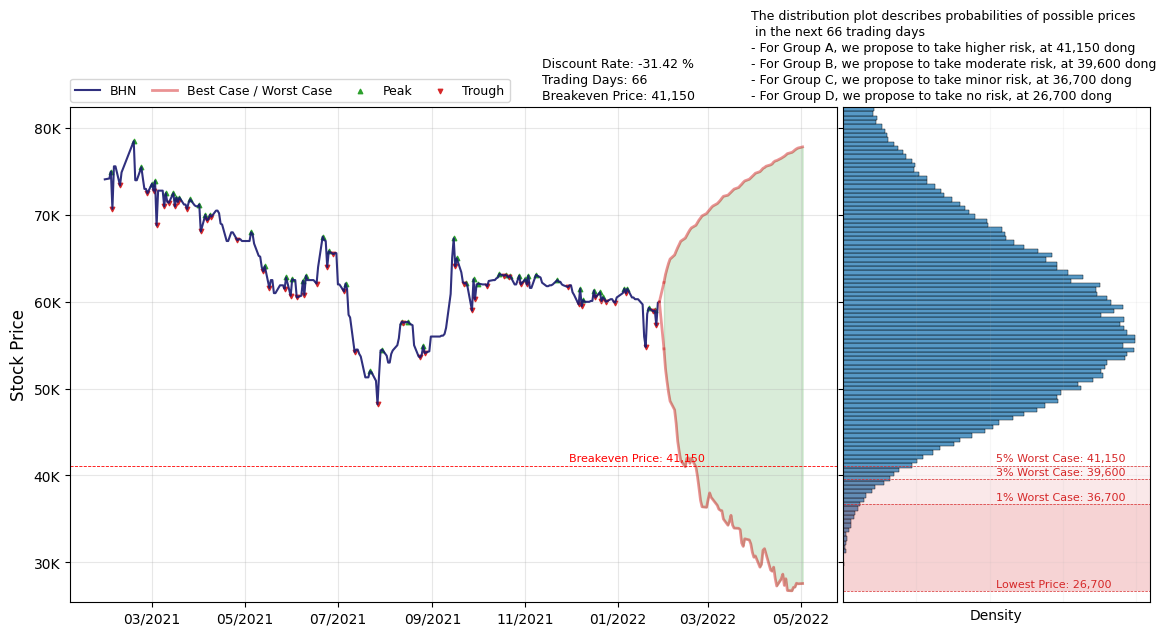 The distribution plot describes probabilities of possible prices
in the next 66 trading days
- For Group A, we propose to take higher risk, at 41,150 dong
- For Group B, we propose to take moderate risk, at 39,600 dong
- For Group C, we propose to take minor risk, at 36,700 dong
- For Group D, we propose to take no risk, at 26,700 dong
Discount Rate: -31.42 %
Trading Days: 66
Breakeven Price: 41,150
BHN
Best Case / Worst Case
Peak
Trough
Stock Price
80K
70K
60K
50K
40K
30K
Breakeven Price: 41,150
5% Worst Case: 41,150
3% Worst Case: 39,600
1% Worst Case: 36,700
Lowest Price: 26,700
03/2021
05/2021
07/2021
09/2021
11/2021
01/2022
03/2022
05/2022
Density